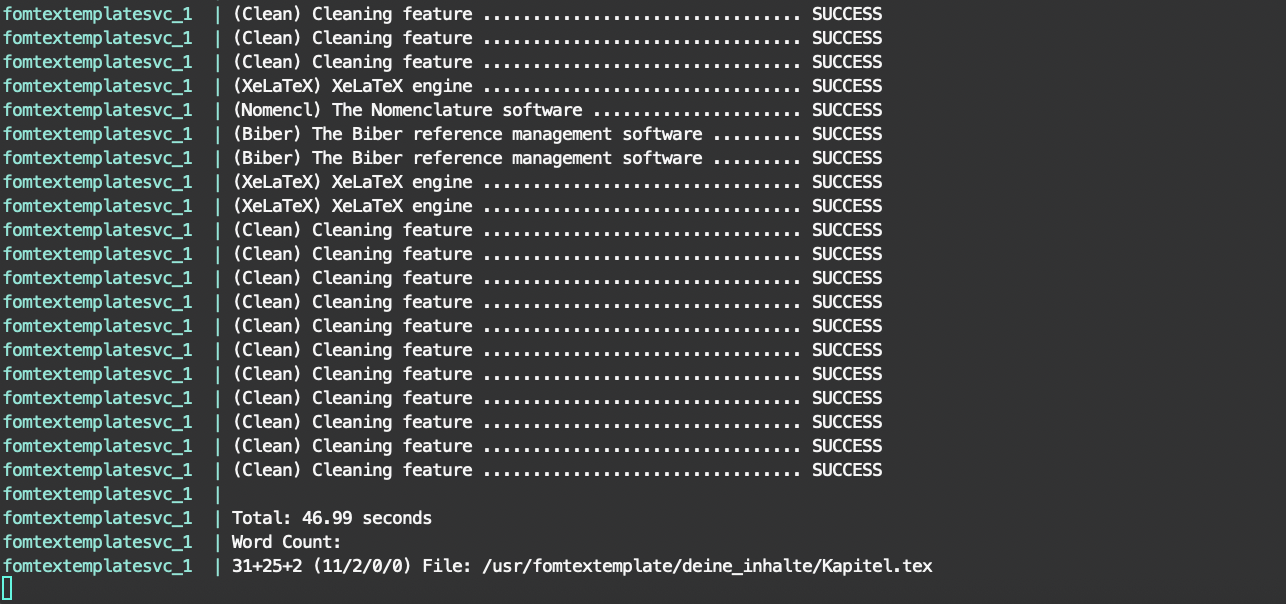 fomtextemplatesvc_1 | (Clean) Cleaning feature ................................ SUCCESS
fomtextemplatesvc_1 | (Clean) Cleaning feature ................................ SUCCESS
fomtextemplatesvc_1 | (Clean) Cleaning feature ................................ SUCCESS
fomtextemplatesvc_1 | (XeLaTeX) XeLaTeX engine ................................ SUCCESS
fomtextemplatesvc_1 | (Nomencl) The Nomenclature software ..................... SUCCESS
fomtextemplatesvc_1 | (Biber) The Biber reference management software ......... SUCCESS
fomtextemplatesvc_1 | (Biber) The Biber reference management software ......... SUCCESS
fomtextemplatesvc_1 | (XeLaTeX) XeLaTeX engine ................................ SUCCESS
fomtextemplatesvc_1 | (XeLaTeX) XeLaTeX engine ................................ SUCCESS
fomtextemplatesvc_1 | (Clean) Cleaning feature ................................ SUCCESS
fomtextemplatesvc_1 | (Clean) Cleaning feature ................................ SUCCESS
fomtextemplatesvc_1 | (Clean) Cleaning feature ................................ SUCCESS
fomtextemplatesvc_1 | (Clean) Cleaning feature ................................ SUCCESS
fomtextemplatesvc_1 | (Clean) Cleaning feature ................................ SUCCESS
fomtextemplatesvc_1 | (Clean) Cleaning feature ................................ SUCCESS
fomtextemplatesvc_1 | (Clean) Cleaning feature ................................ SUCCESS
fomtextemplatesvc_1 | (Clean) Cleaning feature ................................ SUCCESS
fomtextemplatesvc_1 | (Clean) Cleaning feature ................................ SUCCESS
fomtextemplatesvc_1 | (Clean) Cleaning feature ................................ SUCCESS
fomtextemplatesvc_1 | (Clean) Cleaning feature ................................ SUCCESS
fomtextemplatesvc_1 |
fomtextemplatesvc_1 | Total: 46.99 seconds
fomtextemplatesvc_1 | Word Count:
fomtextemplatesvc_1 | 31+25+2 (11/2/0/0) File: /usr/fomtextemplate/deine_inhalte/Kapitel.tex